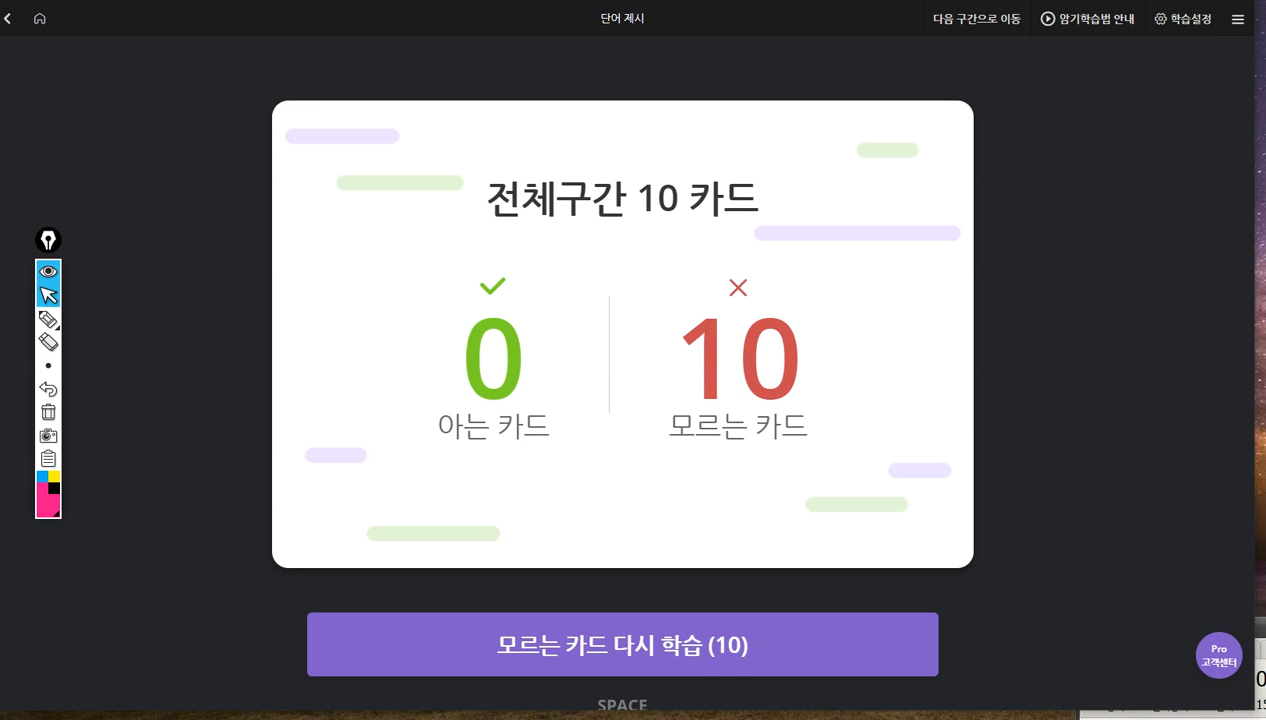 단어 제시
다음 구간으로 이동
암기학습법 안내
학습설정
전체구간 10 카드
0
아는 카드
10
모르는 카드
모르는 카드 다시 학습 (10)
SPACE
Pro
고객센터